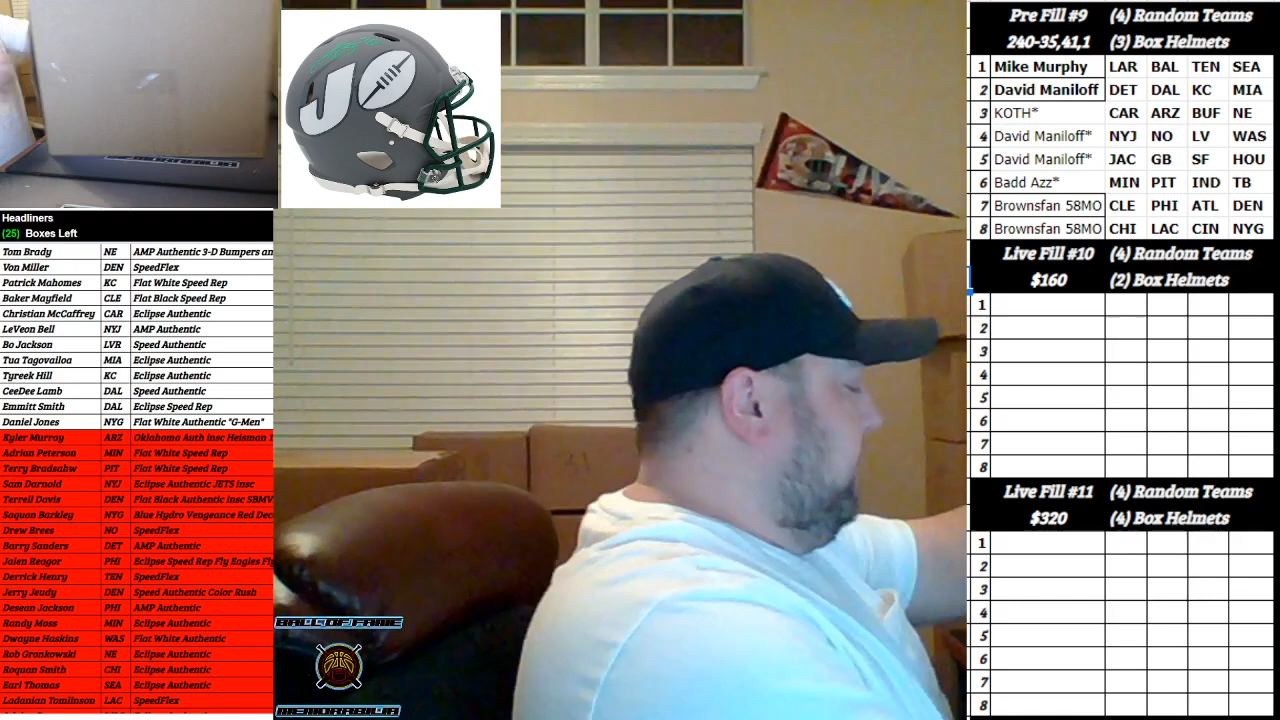 Headliners
(25) Boxes Left
Tom Brady NE AMP Authentic 3-D Bumpers an
Von Miller DEN SpeedFlex
Patrick Mahomes KC Flat White Speed Rep
Baker Mayfield CLE Flat Black Speed Rep
Christian McCaffrey CAR Eclipse Authentic
LeVeon Bell NYJ AMP Authentic
Bo Jackson LVR Speed Authentic
Tua Tagovailoa MIA Eclipse Authentic
Tyreek Hill KC Eclipse Authentic
CeeDee Lamb DAL Speed Authentic
Emmitt Smith DAL Eclipse Speed Rep
Daniel Jones NYG Flat White Authentic "G-Men"
Kyler Murray ARZ Oklahoma Auth insc Heisman 1
Adrian Peterson MIN Flat White Speed Rep
Terry Bradsahw PIT Flat White Speed Rep
Sam Darnold NYJ Eclipse Authentic JETS insc
Terrell Davis DEN Flat Black Authentic insc SBMV
Saquon Barkley NYG Blue Hydro Vengeance Red Dec
Drew Brees NO SpeedFlex
Barry Sanders DET AMP Authentic
Jalen Reagor PHI Eclipse Speed Rep Fly Eagles Fly
Derrick Henry TEN SpeedFlex
Jerry Jeudy DEN Speed Authentic Color Rush
Desean Jackson PHI AMP Authentic
Randy Moss MIN Eclipse Authentic
Dwayne Haskins WAS Flat White Authentic
Rob Gronkowski NE Eclipse Authentic
Roquan Smith CHI Eclipse Authentic
Earl Thomas SEA Eclipse Authentic
Ladanian Tomlinson LAC SpeedFlex
BALL OF FAME
MEMORABILIA
Pre Fill #9 (4) Random Teams
240-35,41,1 (3) Box Helmets
1 Mike Murphy LAR BAL TEN SEA
2 David Maniloff DET DAL KC MIA
3 KOTH* CAR ARZ BUF NE
4 David Maniloff* NYJ NO LV WAS
5 David Maniloff* JAC GB SF HOU
6 Badd Azz* MIN PIT IND TB
7 Brownsfan 58MO CLE PHI ATL DEN
8 Brownsfan 58MO CHI LAC CIN NYG
Live Fill #10 (4) Random Teams
$160 (2) Box Helmets
1
2
3
4
5
6
7
8
Live Fill #11 (4) Random Teams
$320 (4) Box Helmets
1
2
3
4
5
6
7
8